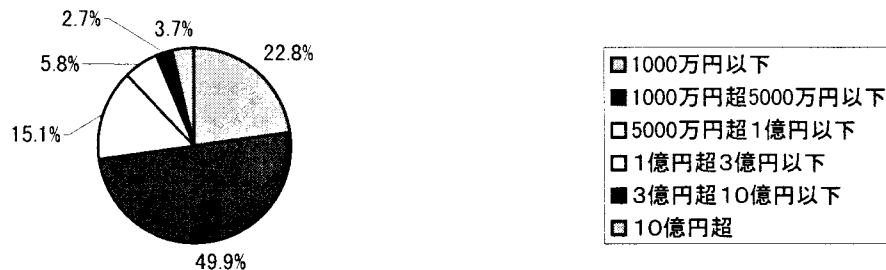 2.7%
3.7%
22.8%
5.8%
15.1%
49.9%
1000万円以下
1000万円超5000万円以下
5000万円超1億円以下
1億円超3億円以下
3億円超10億円以下
10億円超